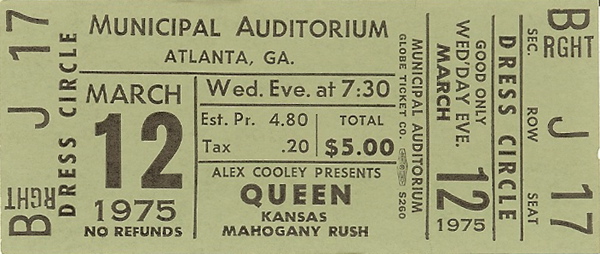 B RGHT
J 17
DRESS CIRCLE
MUNICIPAL AUDITORIUM
ATLANTA, GA.
MARCH
12
1975
NO REFUNDS
Wed. Eve. at 7:30
Est. Pr. 4.80
Tax .20
TOTAL
$5.00
ALEX COOLEY PRESENTS
QUEEN
KANSAS
MAHOGANY RUSH
MUNICIPAL AUDITORIUM
GLOBE TICKET CO. S260
GOOD ONLY
WED'DAY EVE.
MARCH
12
1975
DRESS CIRCLE
SEC. ROW SEAT
B RGHT
J
17